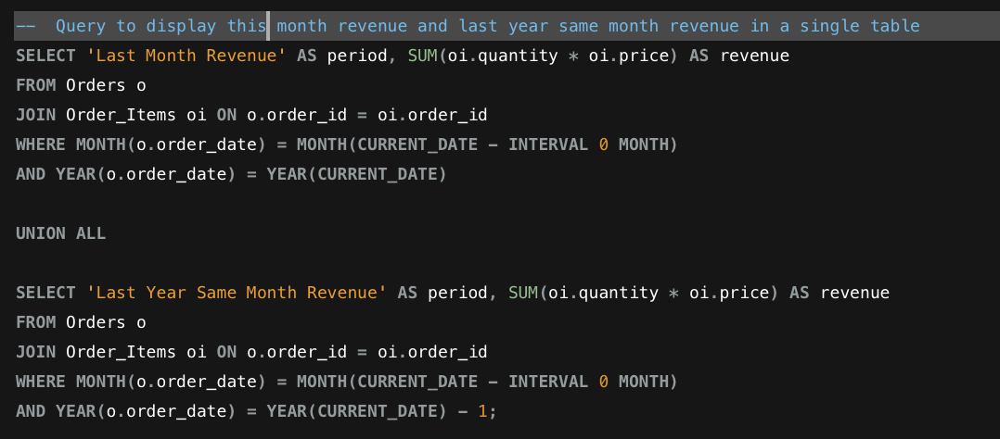 --  Query to display this month revenue and last year same month revenue in a single table
SELECT 'Last Month Revenue' AS period, SUM(oi.quantity * oi.price) AS revenue
FROM Orders o
JOIN Order_Items oi ON o.order_id = oi.order_id
WHERE MONTH(o.order_date) = MONTH(CURRENT_DATE - INTERVAL 0 MONTH)
AND YEAR(o.order_date) = YEAR(CURRENT_DATE)
UNION ALL
SELECT 'Last Year Same Month Revenue' AS period, SUM(oi.quantity * oi.price) AS revenue
FROM Orders o
JOIN Order_Items oi ON o.order_id = oi.order_id
WHERE MONTH(o.order_date) = MONTH(CURRENT_DATE - INTERVAL 0 MONTH)
AND YEAR(o.order_date) = YEAR(CURRENT_DATE) - 1;